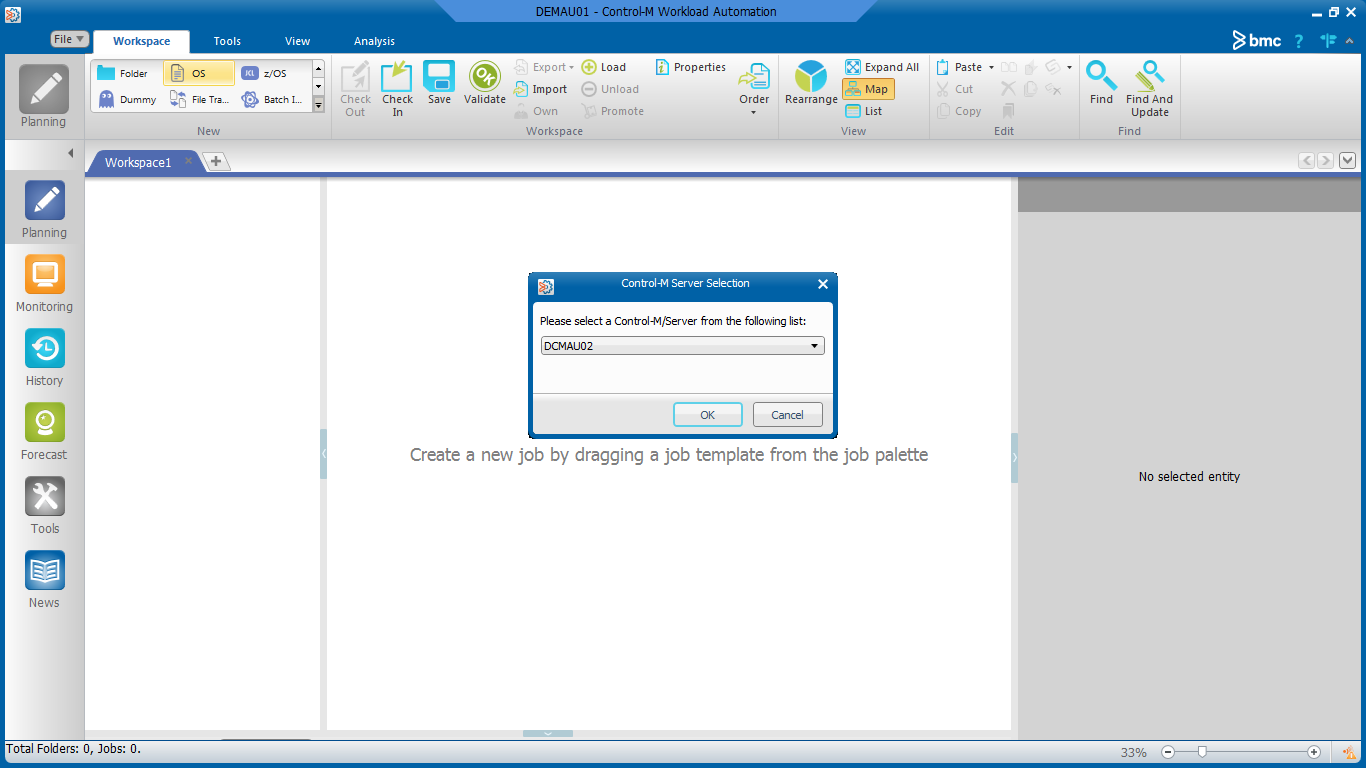 DEMAU01 - Control-M Workload Automation
File
Workspace
Tools
View
Analysis
bmc
?
Planning
Folder
OS
z/OS
Dummy
File Tra...
Batch I...
New
Check Out
Check In
Save
Validate
Export
Import
Own
Load
Unload
Promote
Properties
Order
Workspace
Rearrange
Expand All
Map
List
View
Paste
Cut
Copy
Edit
Find
Find And Update
Find
Workspace1
Planning
Monitoring
History
Forecast
Tools
News
Control-M Server Selection
Please select a Control-M/Server from the following list:
DCMAU02
OK
Cancel
Create a new job by dragging a job template from the job palette
No selected entity
Total Folders: 0, Jobs: 0.
33%